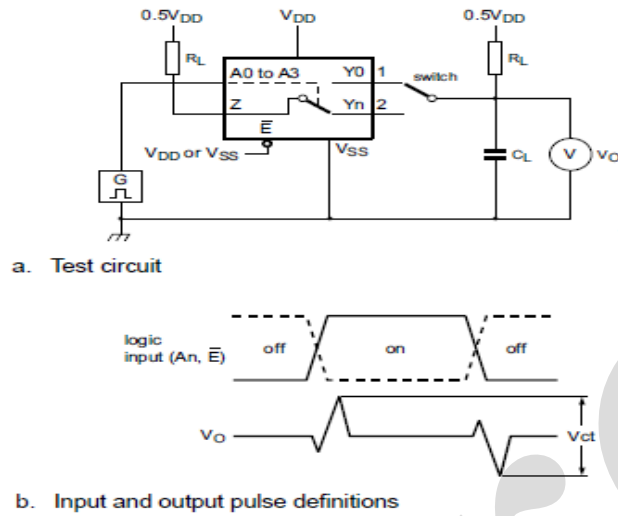 0.5VDD VDD 0.5VDD
RL RL
A0 to A3 Y0 1 switch
Z Yn 2
E̅
VDD or VSS VSS
G CL V VO
a. Test circuit
logic
input (An, E̅) off on off
VO Vct
b. Input and output pulse definitions